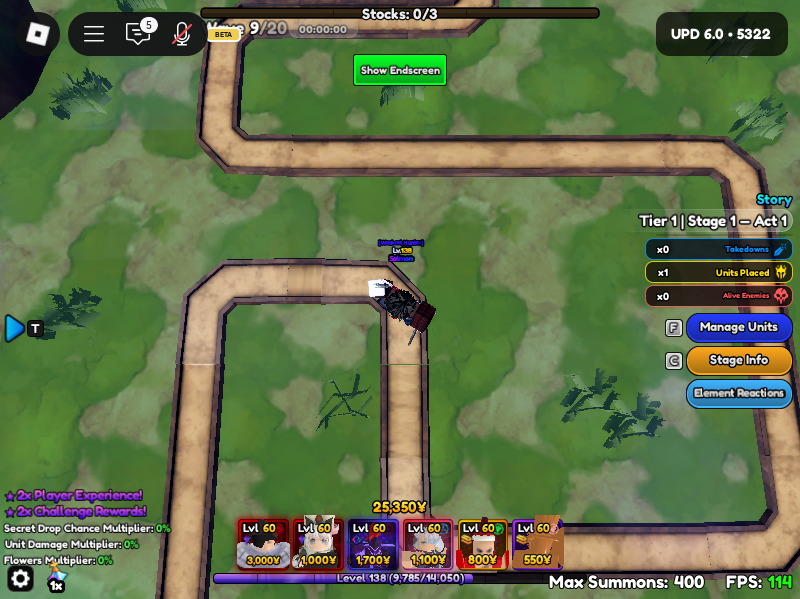 Stocks: 0/3
Wave 9/20
00:00:00
BETA
5
UPD 6.0 • 5322
Show Endscreen
Story
Tier 1 | Stage 1 – Act 1
x0 Takedowns
x1 Units Placed
x0 Alive Enemies
F Manage Units
C Stage Info
Element Reactions
Lv. 138
Salmon
T
2x Player Experience!
2x Challenge Rewards!
Secret Drop Chance Multiplier: 0%
Unit Damage Multiplier: 0%
Flowers Multiplier: 0%
1x
25,350¥
Lvl 60 Lvl 60 Lvl 60 Lvl 60 Lvl 60 Lvl 60
3,000¥ 1,000¥ 1,700¥ 1,100¥ 800¥ 550¥
Level 138 (9,785/14,050)
Max Summons: 400 FPS: 114